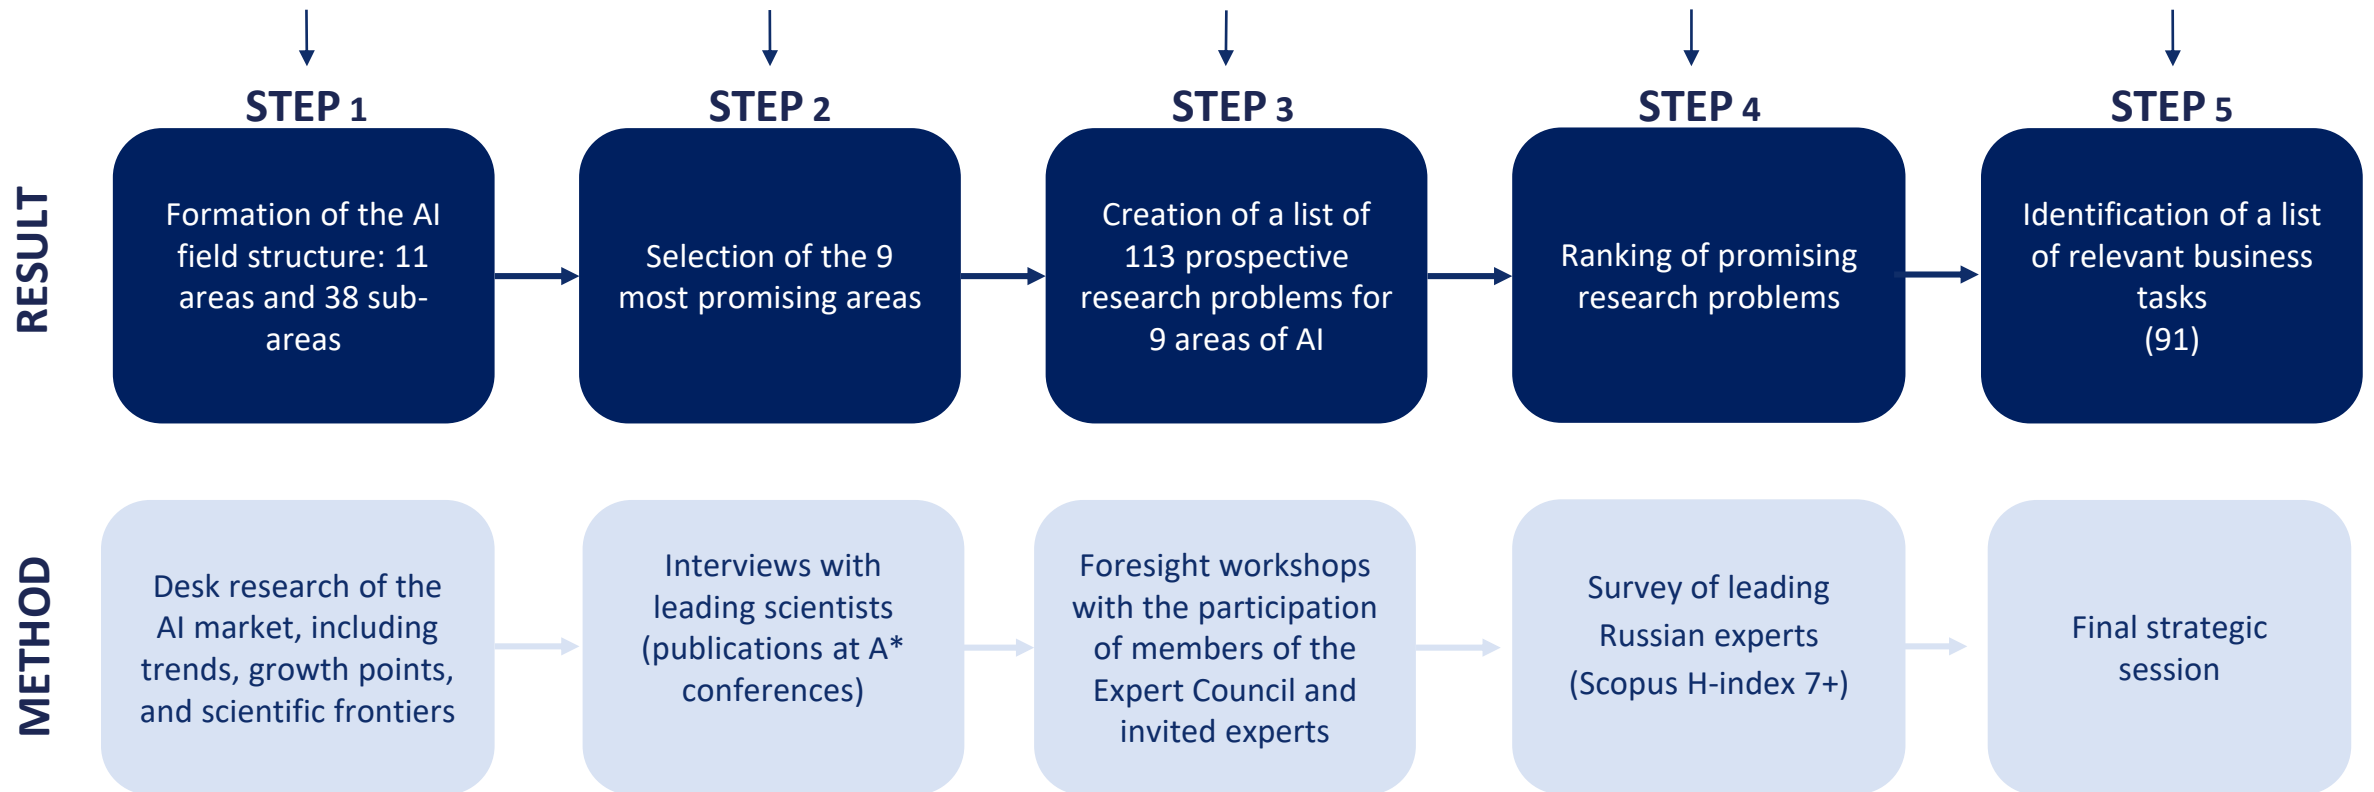 STEP 1
STEP 2
STEP 3
STEP 4
STEP 5
RESULT
Formation of the AI
field structure: 11
areas and 38 sub-
areas
Selection of the 9
most promising areas
Creation of a list of
113 prospective
research problems for
9 areas of AI
Ranking of promising
research problems
Identification of a list
of relevant business
tasks
(91)
METHOD
Desk research of the
AI market, including
trends, growth points,
and scientific frontiers
Interviews with
leading scientists
(publications at A*
conferences)
Foresight workshops
with the participation
of members of the
Expert Council and
invited experts
Survey of leading
Russian experts
(Scopus H-index 7+)
Final strategic
session